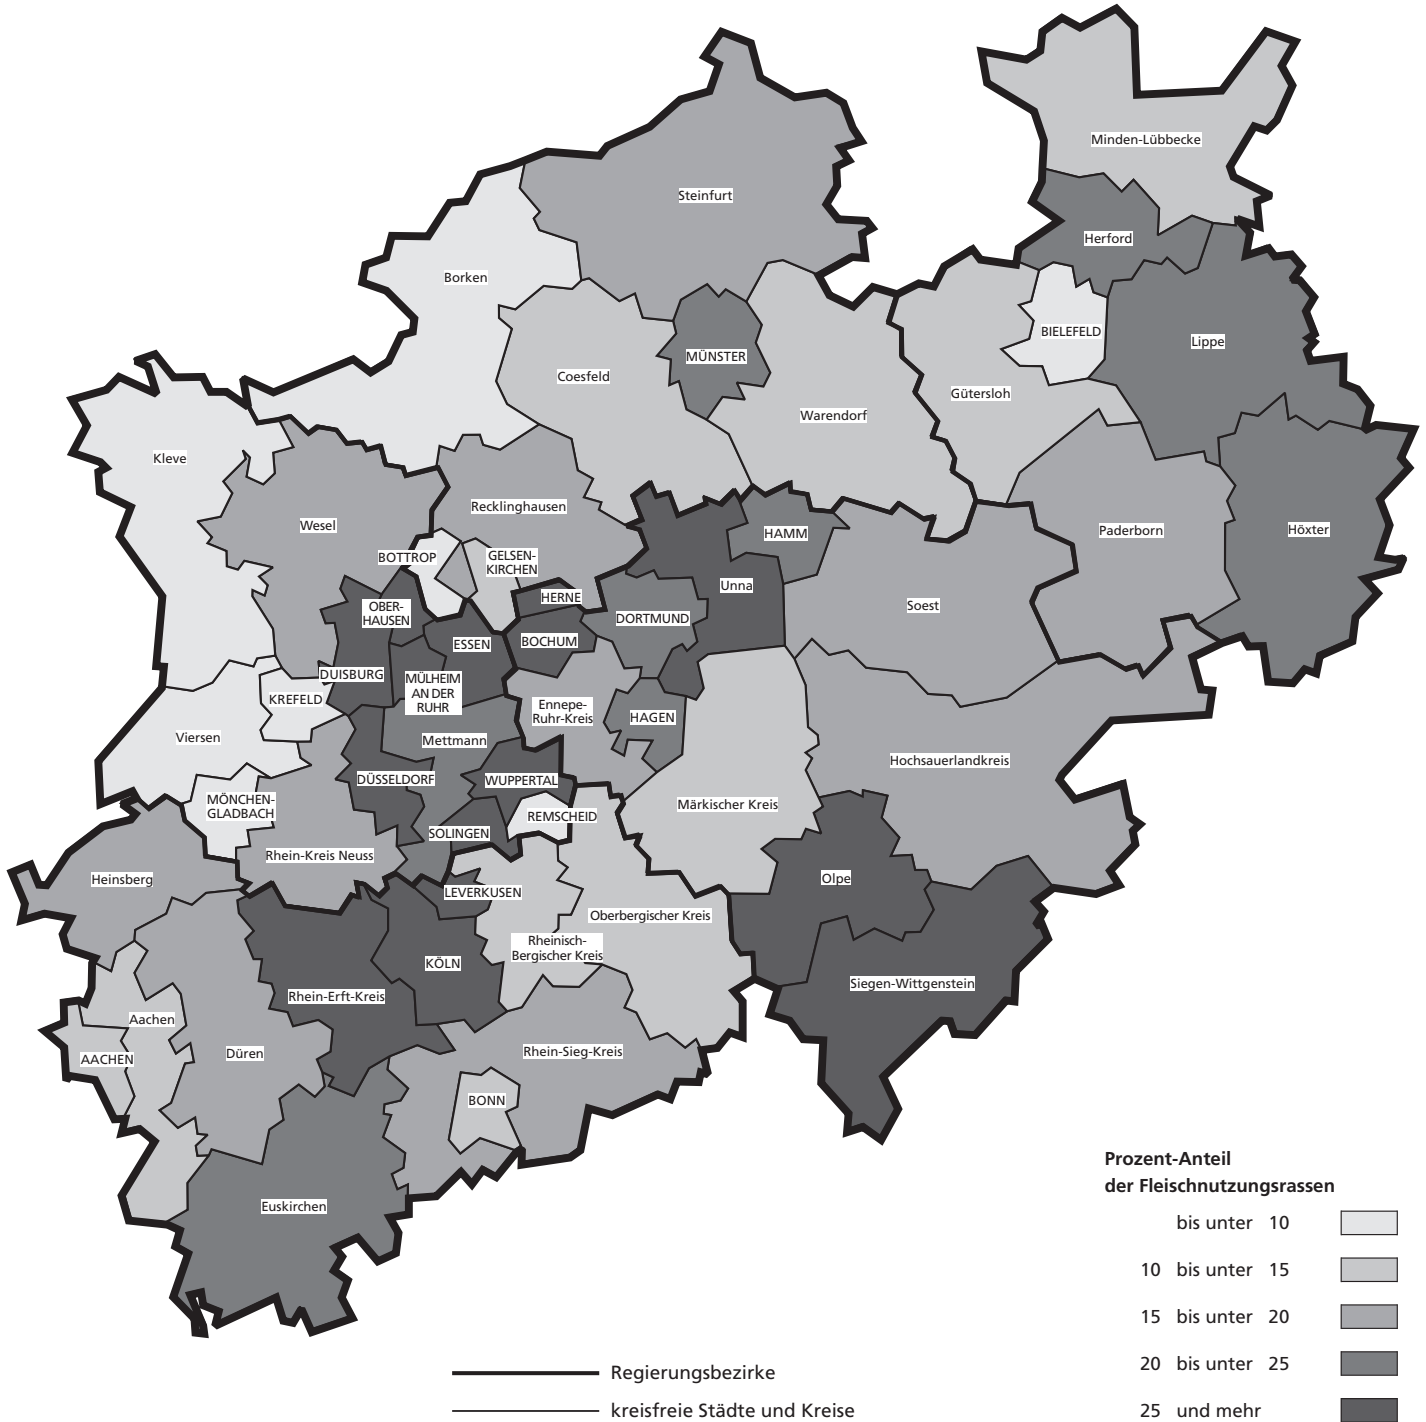 Minden-Lübbecke
Steinfurt
Herford
Borken
BIELEFELD
Lippe
MÜNSTER
Coesfeld
Gütersloh
Warendorf
Kleve
Recklinghausen
Wesel
HAMM
Paderborn
Höxter
BOTTROP
GELSEN-
KIRCHEN
Unna
HERNE
Soest
OBER-
HAUSEN
DORTMUND
ESSEN
BOCHUM
DUISBURG
MÜLHEIM
AN DER
RUHR
KREFELD
Ennepe-
Ruhr-Kreis
HAGEN
Viersen
Mettmann
Hochsauerlandkreis
DÜSSELDORF
WUPPERTAL
MÖNCHEN-
GLADBACH
Märkischer Kreis
REMSCHEID
SOLINGEN
Rhein-Kreis Neuss
Heinsberg
Olpe
LEVERKUSEN
Oberbergischer Kreis
Rheinisch-
Bergischer Kreis
KÖLN
Siegen-Wittgenstein
Rhein-Erft-Kreis
Aachen
Rhein-Sieg-Kreis
Düren
AACHEN
BONN
Euskirchen
Prozent-Anteil
der Fleischnutzungsrassen
bis unter 10
10 bis unter 15
15 bis unter 20
20 bis unter 25
25 und mehr
Regierungsbezirke
kreisfreie Städte und Kreise